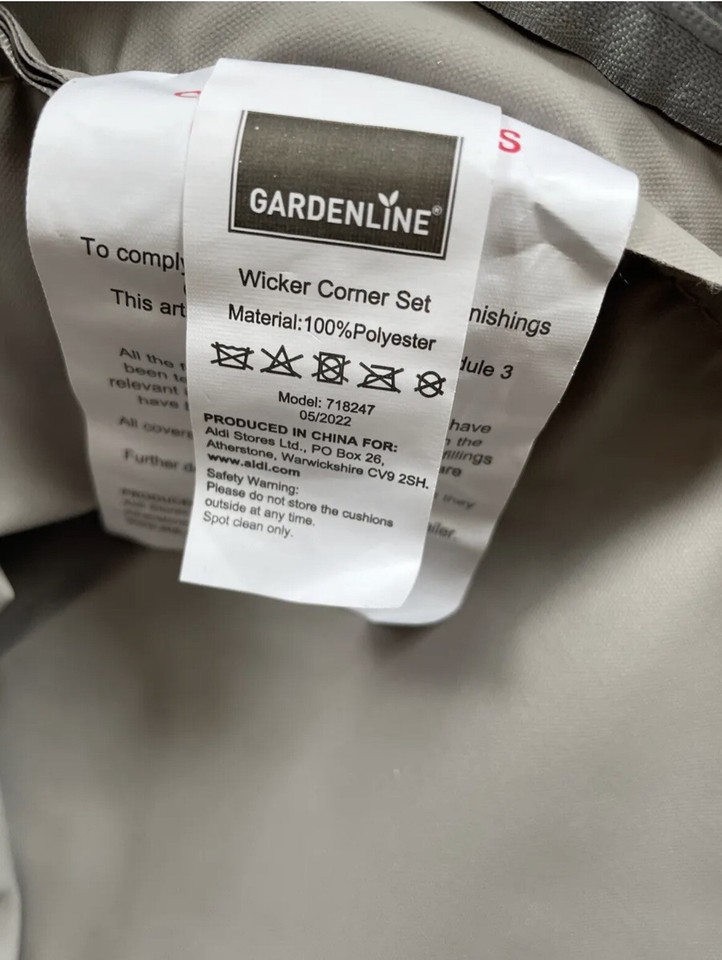 S
GARDENLINE®
Wicker Corner Set
Material:100%Polyester
Model: 718247
05/2022
PRODUCED IN CHINA FOR:
Aldi Stores Ltd., PO Box 26,
Atherstone, Warwickshire CV9 2SH.
www.aldi.com
Safety Warning:
Please do not store the cushions
outside at any time.
Spot clean only.
To comply
nishings
This art
dule 3
All the
have
been
the
relevant
fillings
have
are
All covers
they
Further
ailer